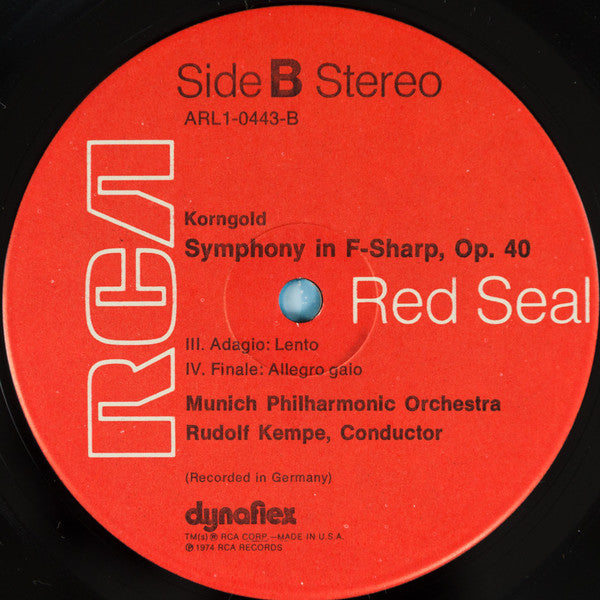 Side B Stereo
ARL1-0443-B
RCA
Korngold
Symphony in F-Sharp, Op. 40
Red Seal
III. Adagio: Lento
IV. Finale: Allegro gaio
Munich Philharmonic Orchestra
Rudolf Kempe, Conductor
(Recorded in Germany)
dynaflex
TM(s) ® RCA CORP.—MADE IN U.S.A.
℗ 1974 RCA RECORDS